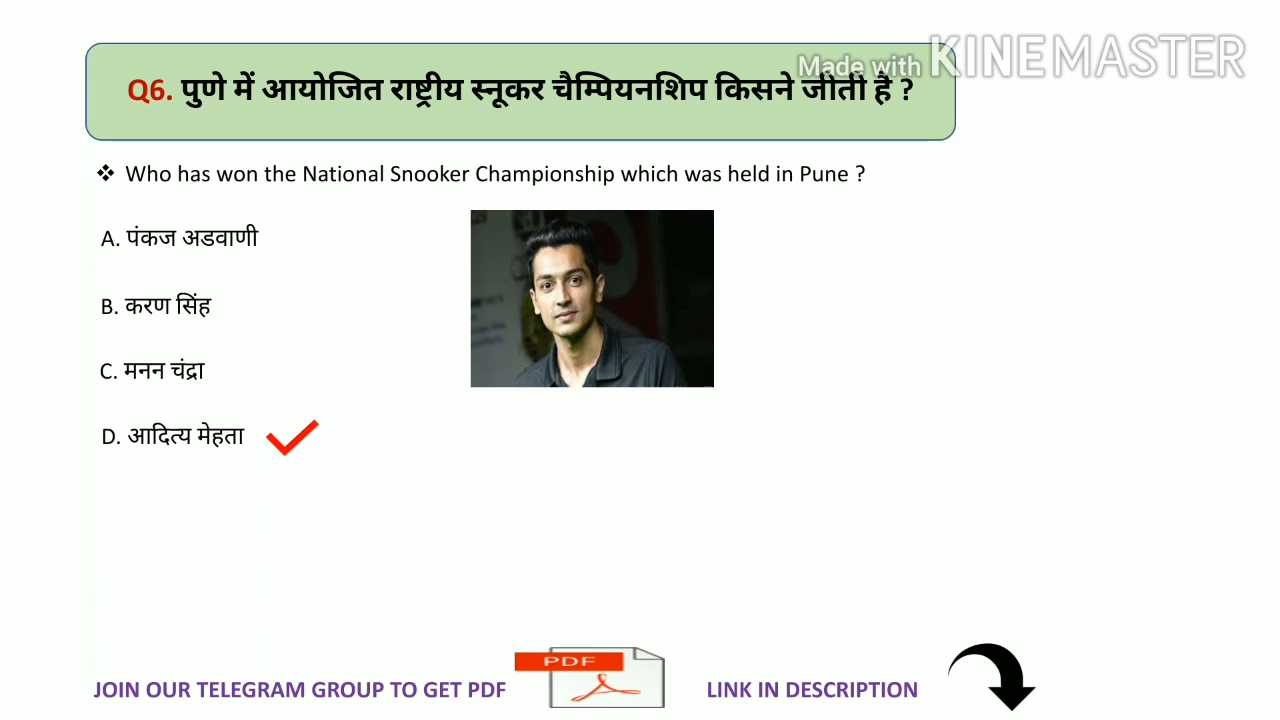 Made with KINEMASTER
Q6. पुणे में आयोजित राष्ट्रीय स्नूकर चैम्पियनशिप किसने जीती है ?
❖ Who has won the National Snooker Championship which was held in Pune ?
A. पंकज अडवाणी
B. करण सिंह
C. मनन चंद्रा
D. आदित्य मेहता
PDF
JOIN OUR TELEGRAM GROUP TO GET PDF LINK IN DESCRIPTION